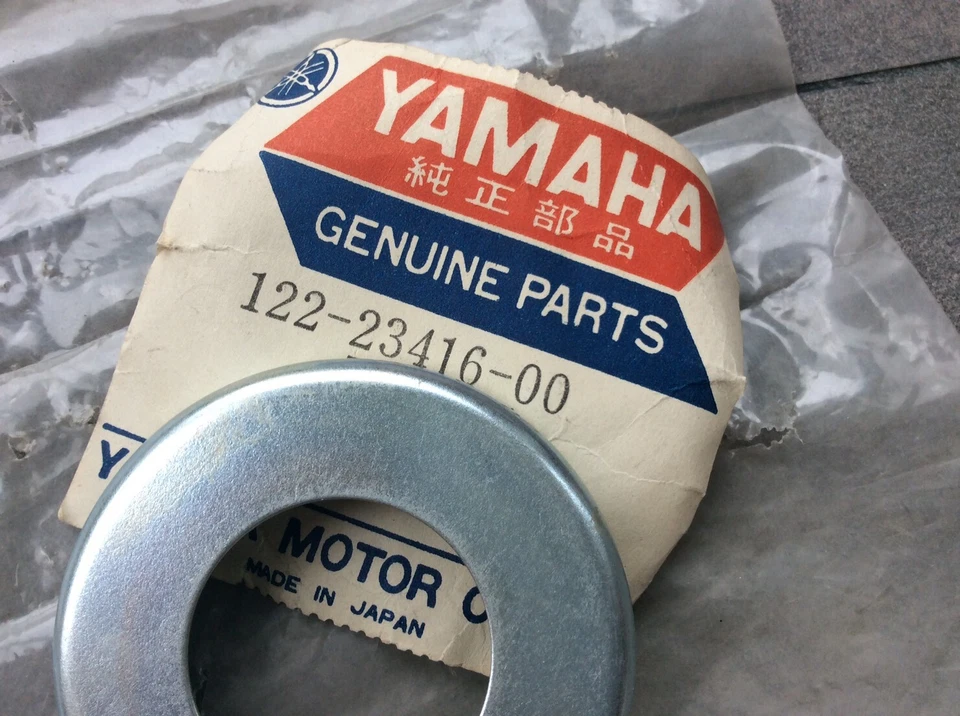 YAMAHA
純正部品
GENUINE PARTS
122-23416-00
MOTOR
MADE IN JAPAN